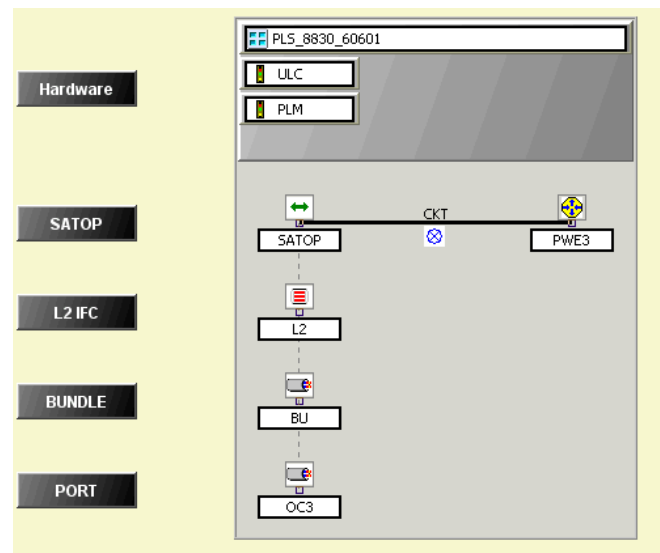 PLS_8830_60601
ULC
Hardware
PLM
CKT
SATOP
SATOP
PWE3
L2 IFC
L2
BUNDLE
BU
PORT
OC3